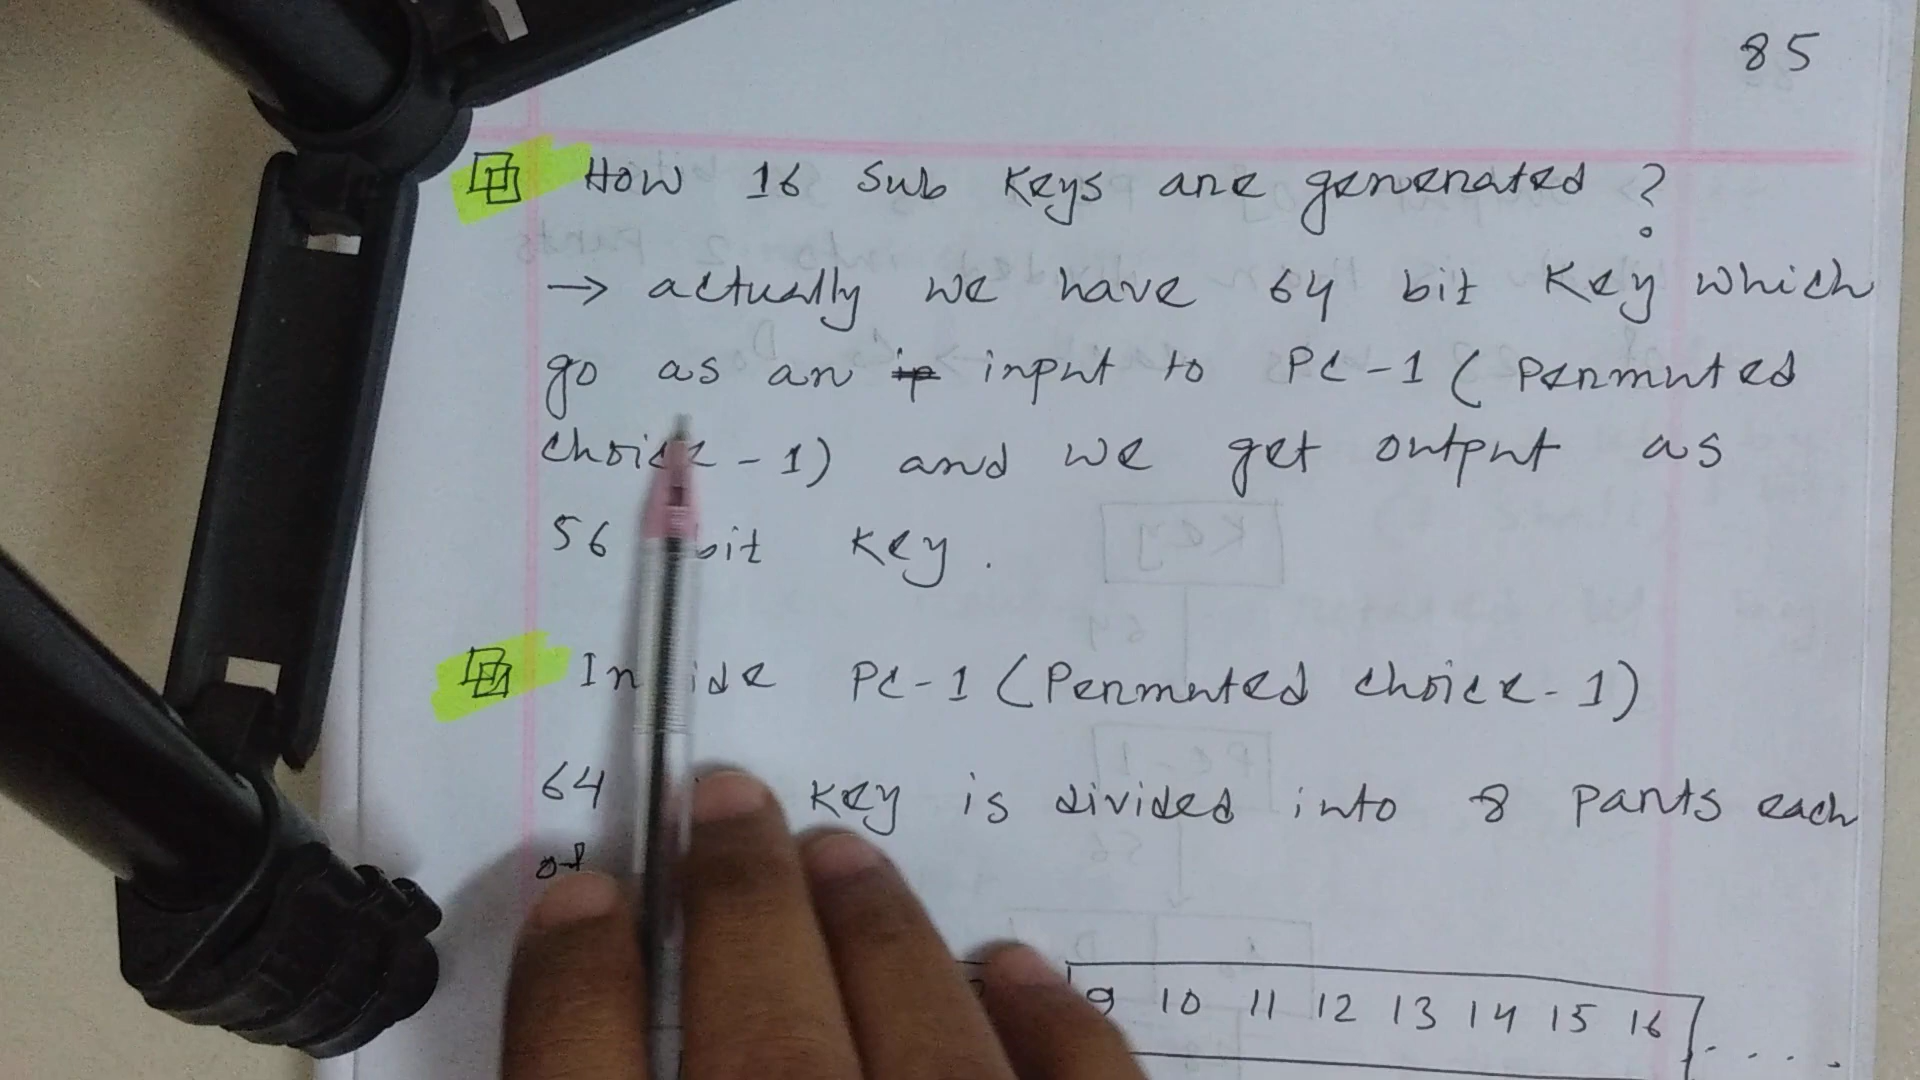 85
How 16 Sub Keys are generated ?
→ actually we have 64 bit Key which
go as an input to PC-1 ( Permuted
choice-1) and we get output as
56 bit Key .
Inside PC-1 (Permuted choice-1)
64 Key is divided into 8 parts each
of
9 10 11 12 13 14 15 16 ....